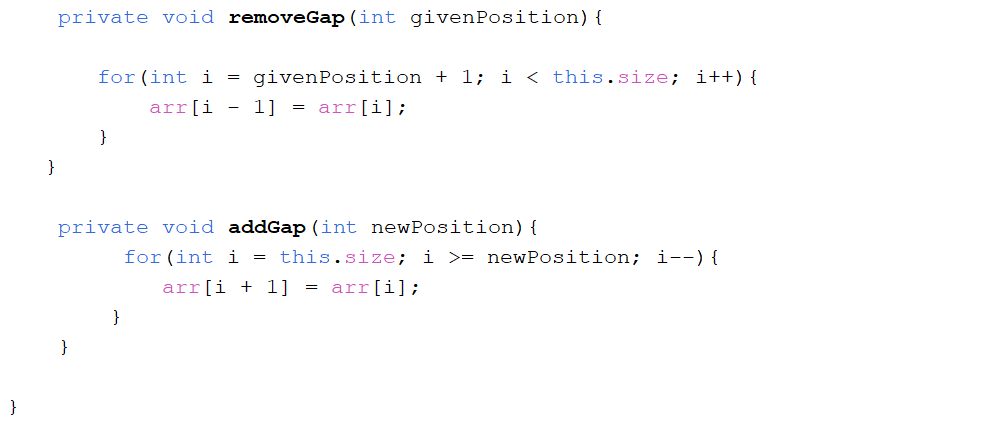 private void removeGap(int givenPosition){
for(int i = givenPosition + 1; i < this.size; i++){
arr[i - 1] = arr[i];
}
}
private void addGap(int newPosition){
for(int i = this.size; i >= newPosition; i--){
arr[i + 1] = arr[i];
}
}
}